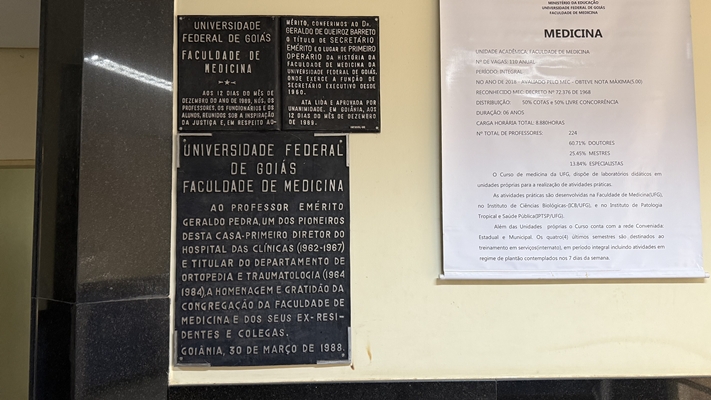 UNIVERSIDADE
FEDERAL DE GOIÁS
FACULDADE DE
MEDICINA
AOS 12 DIAS DO MÊS DE
DEZEMBRO DO ANO DE 1989, NÓS, OS
PROFESSORES, OS FUNCIONÁRIOS E OS
ALUNOS, REUNIDOS SOB A INSPIRAÇÃO
DA JUSTIÇA E, EM RESPEITO AO
MÉRITO, CONFERIMOS AO Dr.
GERALDO DE QUEIROZ BARRETO
O TÍTULO DE SECRETÁRIO
EMÉRITO E O LUGAR DE PRIMEIRO
OPERÁRIO DA HISTÓRIA DA
FACULDADE DE MEDICINA DA
UNIVERSIDADE FEDERAL DE GOIÁS,
ONDE EXERCE A FUNÇÃO DE
SECRETÁRIO EXECUTIVO DESDE
1960.
ATA LIDA E APROVADA POR
UNANIMIDADE, EM GOIÂNIA, AOS
12 DIAS DO MÊS DE DEZEMBRO
DE 1989.
UNIVERSIDADE FEDERAL
DE GOIÁS
FACULDADE DE MEDICINA
AO PROFESSOR EMÉRITO
GERALDO PEDRA, UM DOS PIONEIROS
DESTA CASA-PRIMEIRO DIRETOR DO
HOSPITAL DAS CLÍNICAS (1962-1967)
E TITULAR DO DEPARTAMENTO DE
ORTOPEDIA E TRAUMATOLOGIA (1964
1984), A HOMENAGEM E GRATIDÃO DA
CONGREGAÇÃO DA FACULDADE DE
MEDICINA E DOS SEUS EX-RESI-
DENTES E COLEGAS.
GOIÂNIA, 30 DE MARÇO DE 1988.
MINISTÉRIO DA EDUCAÇÃO
UNIVERSIDADE FEDERAL DE GOIÁS
FACULDADE DE MEDICINA
MEDICINA
UNIDADE ACADÊMICA: FACULDADE DE MEDICINA
Nº DE VAGAS: 110 ANUAL
PERÍODO: INTEGRAL
NO ANO DE 2018 - AVALIADO PELO MEC - OBTEVE NOTA MÁXIMA(5.00)
RECONHECIDO MEC: DECRETO Nº 62.376 DE 1968
DISTRIBUIÇÃO: 50% COTAS e 50% LIVRE CONCORRÊNCIA
DURAÇÃO: 06 ANOS
CARGA HORÁRIA TOTAL: 8.880HORAS
Nº TOTAL DE PROFESSORES: 224
60.71% DOUTORES
25.45% MESTRES
13.84% ESPECIALISTAS
O Curso de medicina da UFG, dispõe de laboratórios didáticos em
unidades próprias para a realização de atividades práticas.
As atividades práticas são desenvolvidas na Faculdade de Medicina(UFG),
no Instituto de Ciências Biológicas-(ICB/UFG), e no Instituto de Patologia
Tropical e Saúde Pública(IPTSP/UFG).
Além das Unidades próprias o Curso conta com a rede Conveniada:
Estadual e Municipal. Os quatro(4) últimos semestres são destinados ao
treinamento em serviços(internato), em período integral incluindo atividades em
regime de plantão contemplados nos 7 dias da semana.